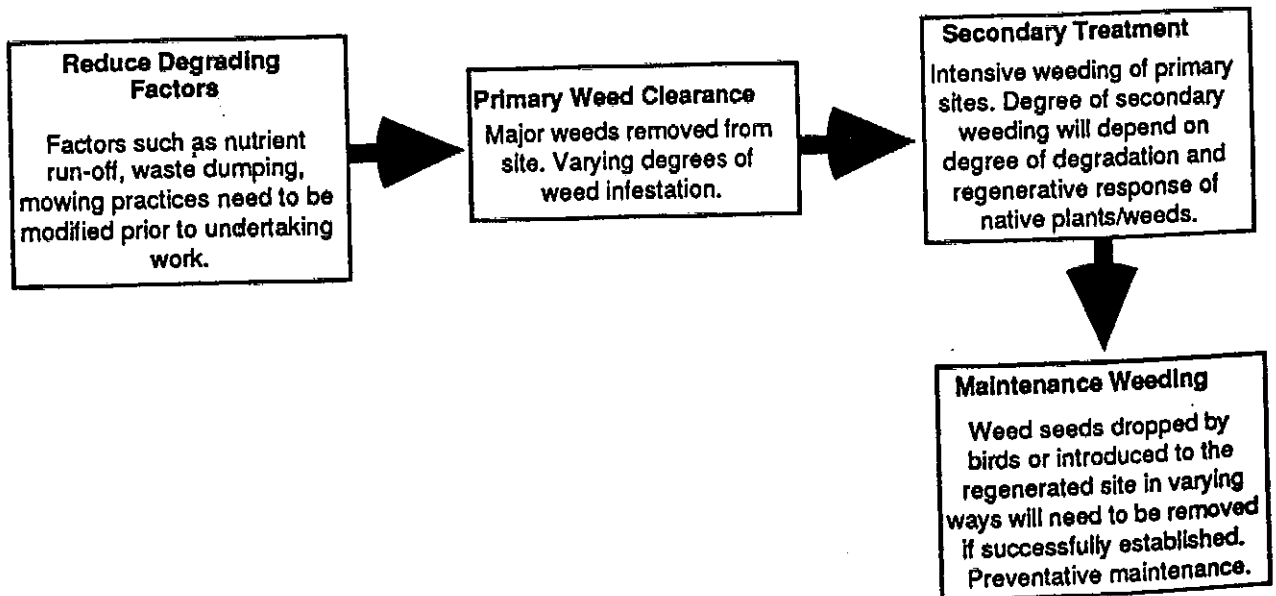 Reduce Degrading
Factors
Factors such as nutrient
run-off, waste dumping,
mowing practices need to be
modified prior to undertaking
work.
Primary Weed Clearance
Major weeds removed from
site. Varying degrees of
weed infestation.
Secondary Treatment
Intensive weeding of primary
sites. Degree of secondary
weeding will depend on
degree of degradation and
regenerative response of
native plants/weeds.
Maintenance Weeding
Weed seeds dropped by
birds or introduced to the
regenerated site in varying
ways will need to be removed
if successfully established.
Preventative maintenance.